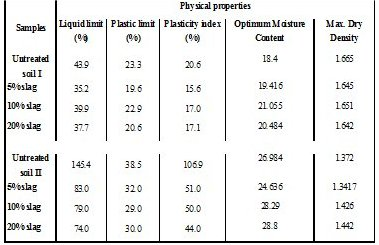 Physical properties
Samples Liquid limit (%) Plastic limit (%) Plasticity index (%) Optimum Moisture Content Max. Dry Density
Untreated soil I 43.9 23.3 20.6 18.4 1.665
5%slag 35.2 19.6 15.6 19.416 1.645
10%slag 39.9 22.9 17.0 21.055 1.651
20%slag 37.7 20.6 17.1 20.484 1.642
Untreated soil II 145.4 38.5 106.9 26.984 1.372
5%slag 83.0 32.0 51.0 24.636 1.3417
10%slag 79.0 29.0 50.0 28.29 1.426
20%slag 74.0 30.0 44.0 28.8 1.442